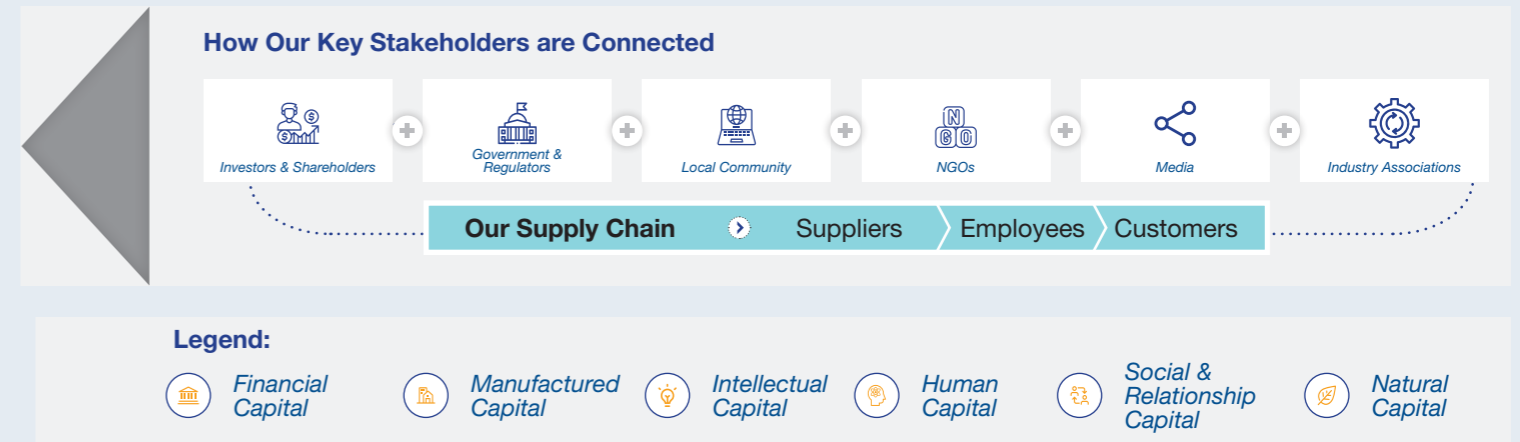 How Our Key Stakeholders are Connected
N
G O
Investors & Shareholders
Government &
Regulators
Local Community
NGOs
Media
Industry Associations
Our Supply Chain
Suppliers
Employees
Customers
Legend:
Financial
Capital
Manufactured
Capital
Intellectual
Capital
Human
Capital
Social &
Relationship
Capital
Natural
Capital